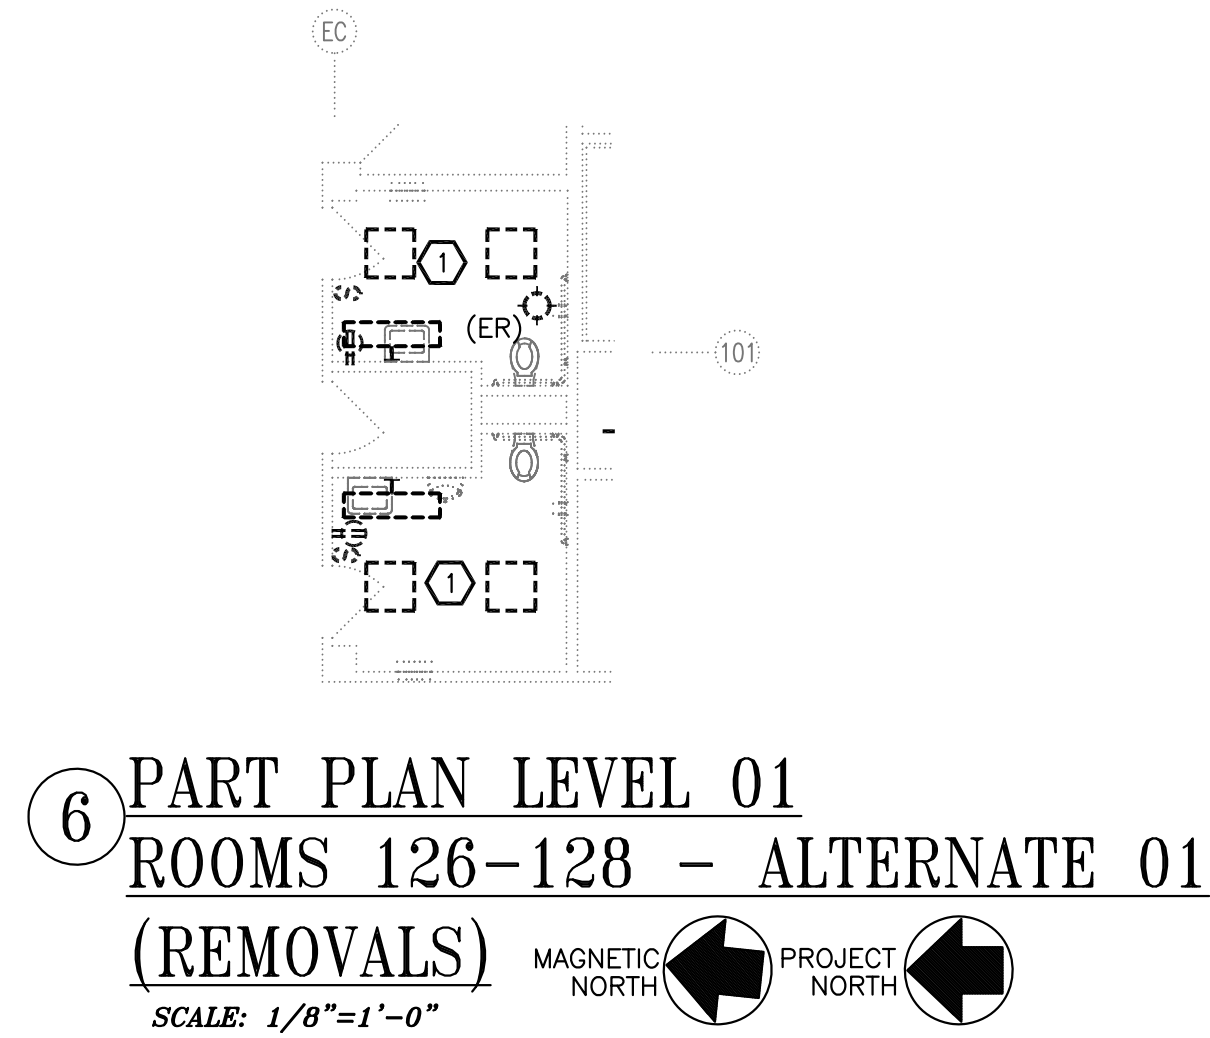 EC
1
(ER)
101
1
6
PART PLAN LEVEL 01
ROOMS 126-128 - ALTERNATE 01
(REMOVALS)
SCALE: 1/8"=1'-0"
MAGNETIC
NORTH
PROJECT
NORTH